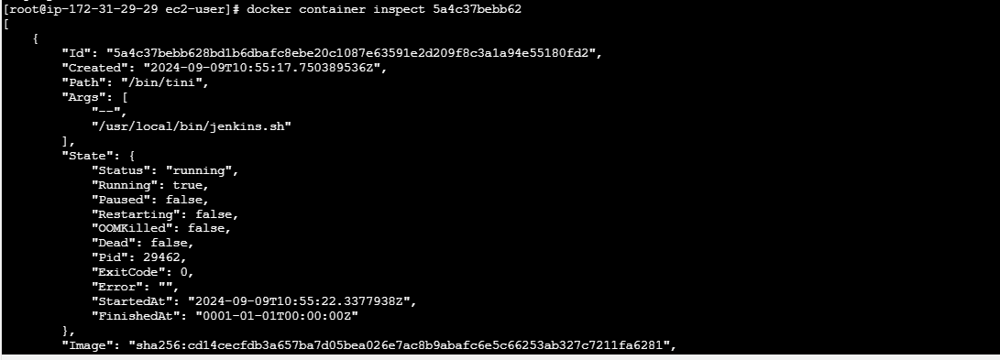 [root@ip-172-31-29-29 ec2-user]# docker container inspect 5a4c37bebb62
[
    {
        "Id": "5a4c37bebb628bd1b6dbafc8ebe20c1087e63591e2d209f8c3a1a94e55180fd2",
        "Created": "2024-09-09T10:55:17.750389536Z",
        "Path": "/bin/tini",
        "Args": [
            "--",
            "/usr/local/bin/jenkins.sh"
        ],
        "State": {
            "Status": "running",
            "Running": true,
            "Paused": false,
            "Restarting": false,
            "OOMKilled": false,
            "Dead": false,
            "Pid": 29462,
            "ExitCode": 0,
            "Error": "",
            "StartedAt": "2024-09-09T10:55:22.3377938Z",
            "FinishedAt": "0001-01-01T00:00:00Z"
        },
        "Image": "sha256:cd14cecfdb3a657ba7d05bea026e7ac8b9abafc6e5c66253ab327c7211fa6281",